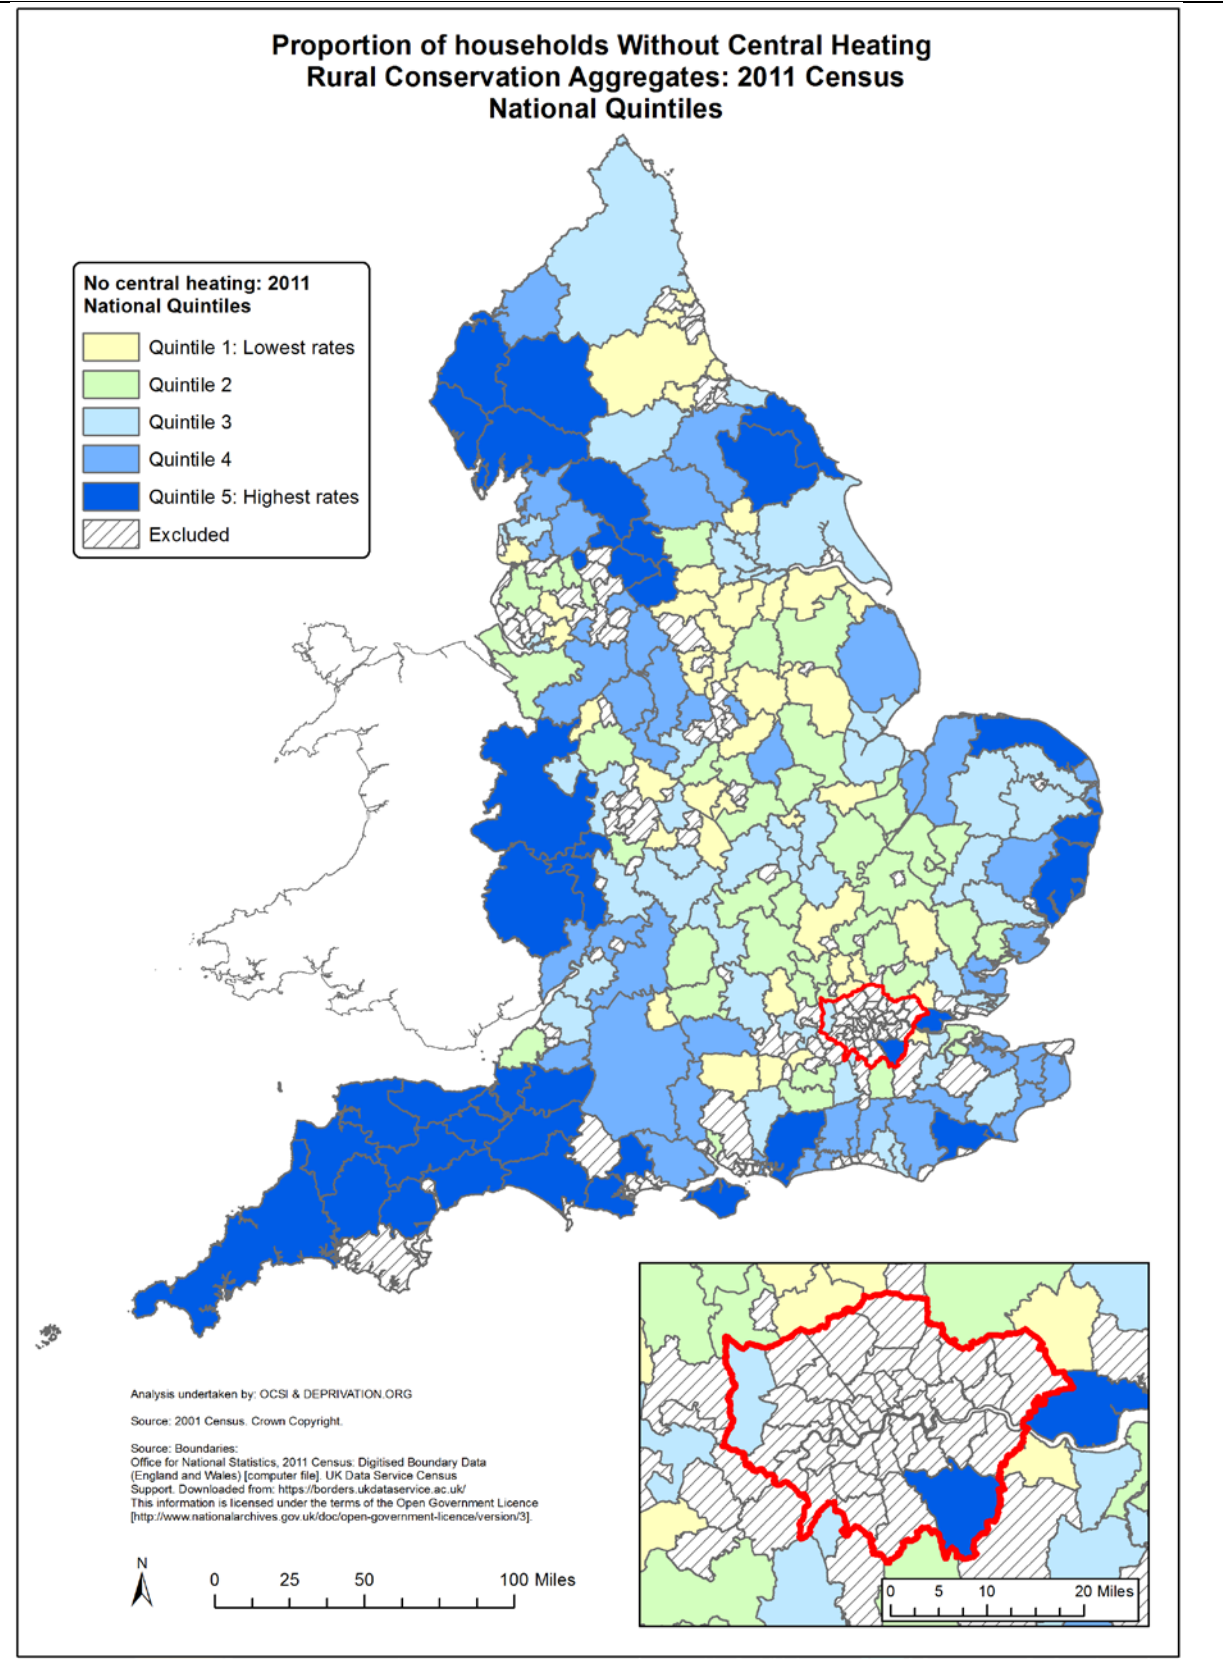 Proportion of households Without Central Heating
Rural Conservation Aggregates: 2011 Census
National Quintiles
No central heating: 2011
National Quintiles
Quintile 1: Lowest rates
Quintile 2
Quintile 3
Quintile 4
Quintile 5: Highest rates
Excluded
Analysis undertaken by: OCSI & DEPRIVATION.ORG
Source: 2001 Census. Crown Copyright.
Source: Boundaries:
Office for National Statistics, 2011 Census: Digitised Boundary Data
(England and Wales) [computer file]. UK Data Service Census
Support. Downloaded from: https://borders.ukdataservice.ac.uk/
This information is licensed under the terms of the Open Government Licence
[http://www.nationalarchives.gov.uk/doc/open-government-licence/version/3].
N
0 25 50 100 Miles
0 5 10 20 Miles